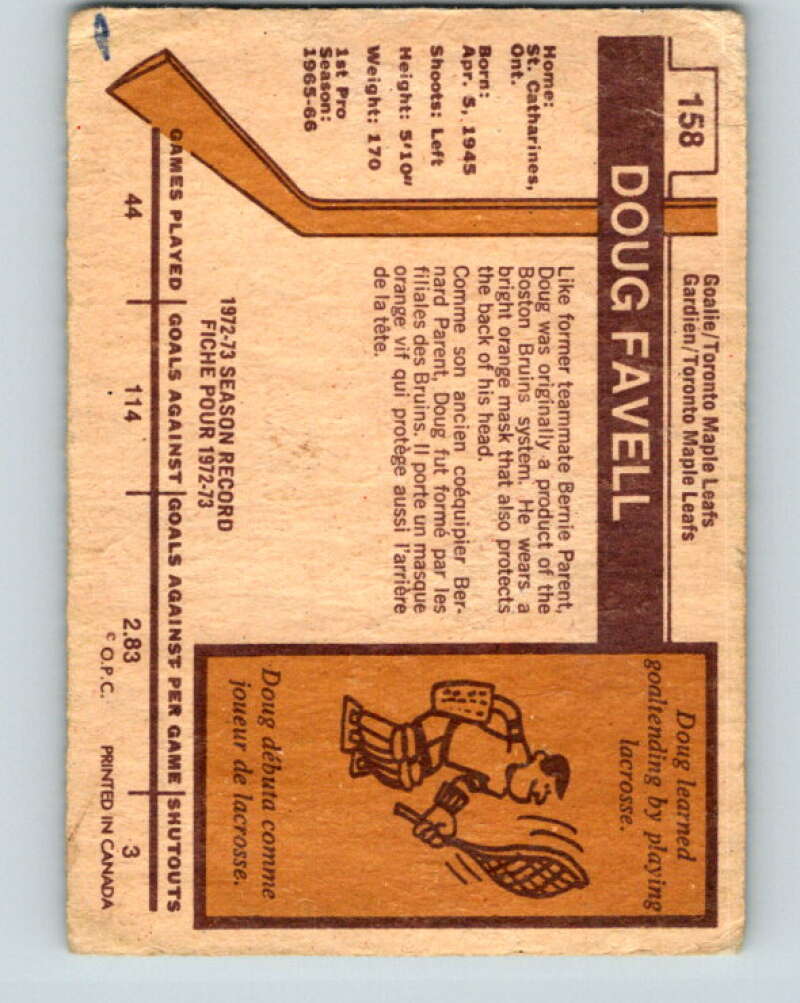 158
Goalie/Toronto Maple Leafs
Gardien/Toronto Maple Leafs
DOUG FAVELL
Home:
St. Catharines,
Ont.
Born:
Apr. 5, 1945
Shoots: Left
Height: 5'10"
Weight: 170
1st Pro
Season:
1965-66
Like former teammate Bernie Parent,
Doug was originally a product of the
Boston Bruins system. He wears a
bright orange mask that also protects
the back of his head.
Comme son ancien coéquipier Ber-
nard Parent, Doug fut formé par les
filiales des Bruins. Il porte un masque
orange vif qui protège aussi l'arrière
de la tête.
Doug learned
goaltending by playing
lacrosse.
Doug débuta comme
joueur de lacrosse.
1972-73 SEASON RECORD
FICHE POUR 1972-73
GAMES PLAYED GOALS AGAINST GOALS AGAINST PER GAME SHUTOUTS
44 114 2.83 3
© O.P.C. PRINTED IN CANADA